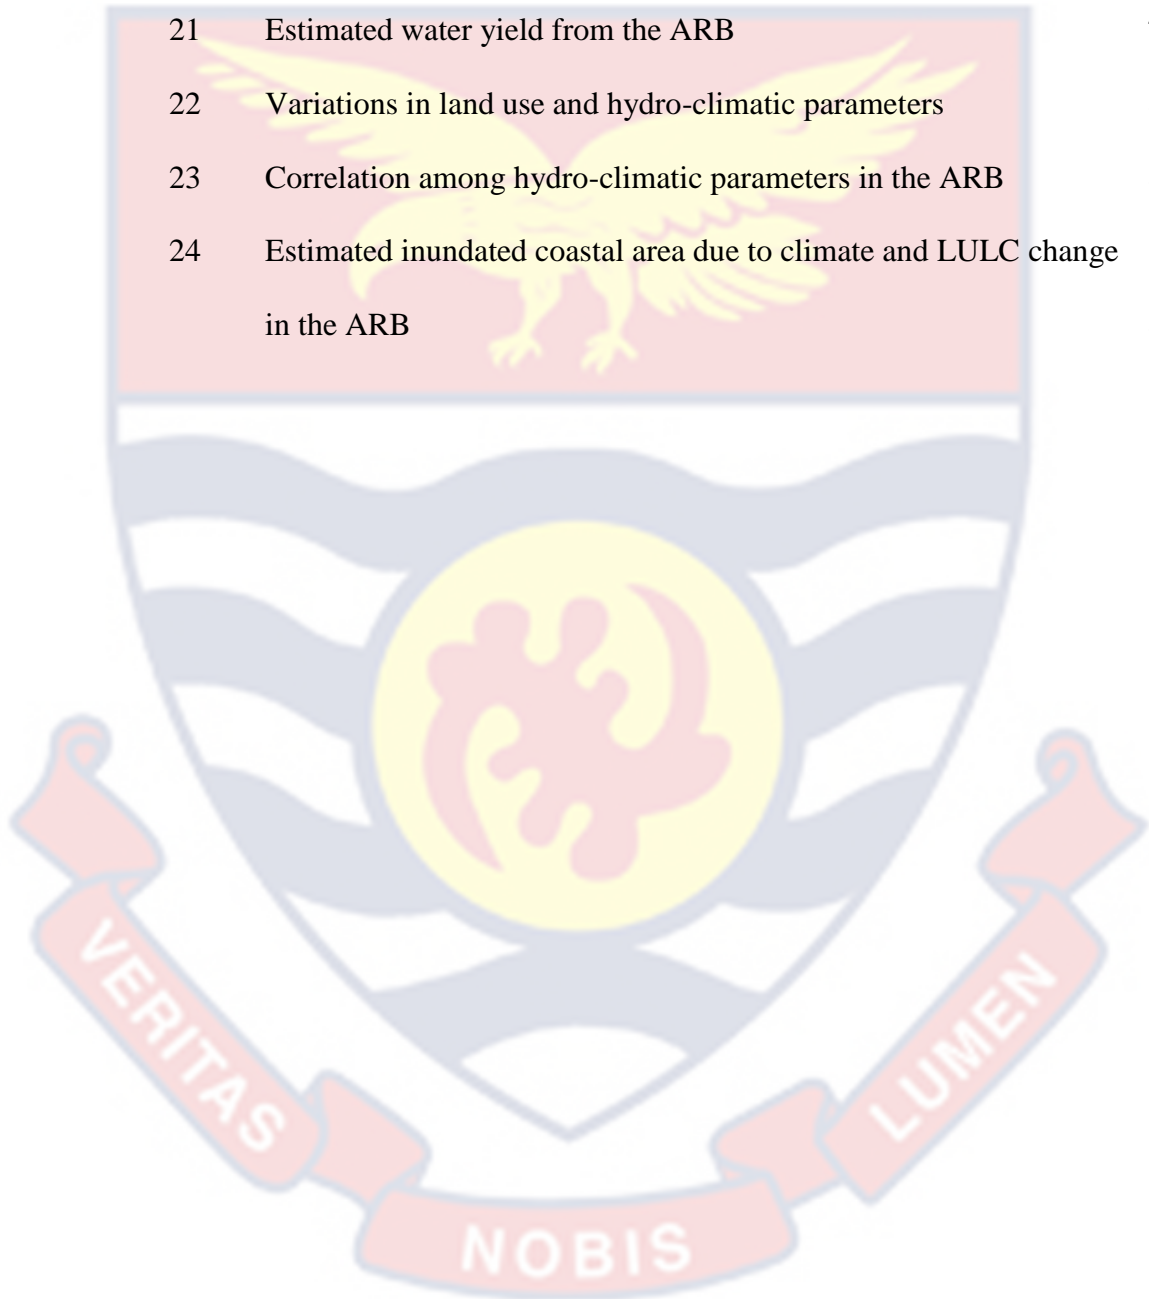 21 Estimated water yield from the ARB
22 Variations in land use and hydro-climatic parameters
23 Correlation among hydro-climatic parameters in the ARB
24 Estimated inundated coastal area due to climate and LULC change
in the ARB
VERITAS
NOBIS
LUMEN